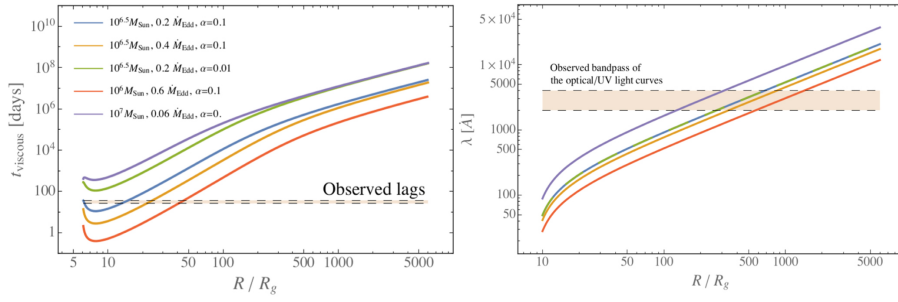 10^10
10^8
10^6
10^4
100
1
t_viscous [days]
10^6.5 M_Sun, 0.2 Ṁ_Edd, α=0.1
10^6.5 M_Sun, 0.4 Ṁ_Edd, α=0.1
10^6.5 M_Sun, 0.2 Ṁ_Edd, α=0.01
10^6 M_Sun, 0.6 Ṁ_Edd, α=0.1
10^7 M_Sun, 0.06 Ṁ_Edd, α=0.
Observed lags
5 10 50 100 500 1000 5000
R / R_g
5×10^4
1×10^4
5000
1000
500
100
50
λ [Å]
Observed bandpass of
the optical/UV light curves
10 50 100 500 1000 5000
R / R_g